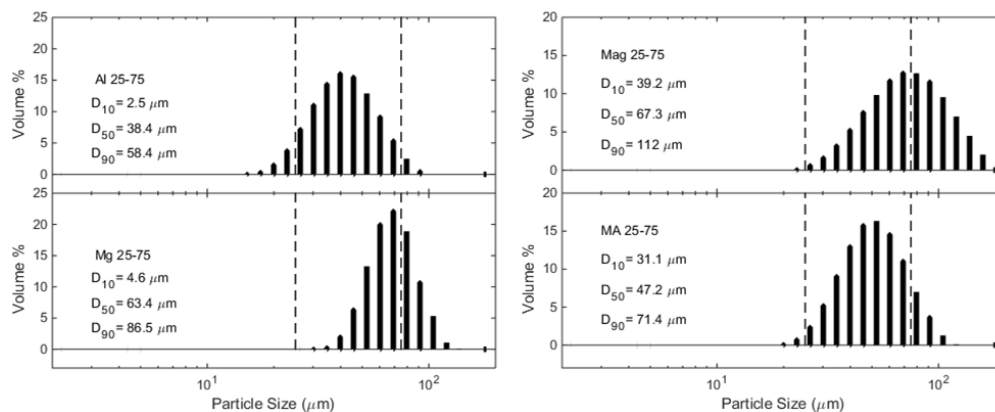 25
20
15
10
5
0
Volume %
Al 25-75
D10 = 2.5 μm
D50 = 38.4 μm
D90 = 58.4 μm
25
20
15
10
5
0
Volume %
Mg 25-75
D10 = 4.6 μm
D50 = 63.4 μm
D90 = 86.5 μm
10^1
10^2
Particle Size (μm)
20
15
10
5
0
Volume %
Mag 25-75
D10 = 39.2 μm
D50 = 67.3 μm
D90 = 112 μm
20
15
10
5
0
Volume %
MA 25-75
D10 = 31.1 μm
D50 = 47.2 μm
D90 = 71.4 μm
10^1
10^2
Particle Size (μm)